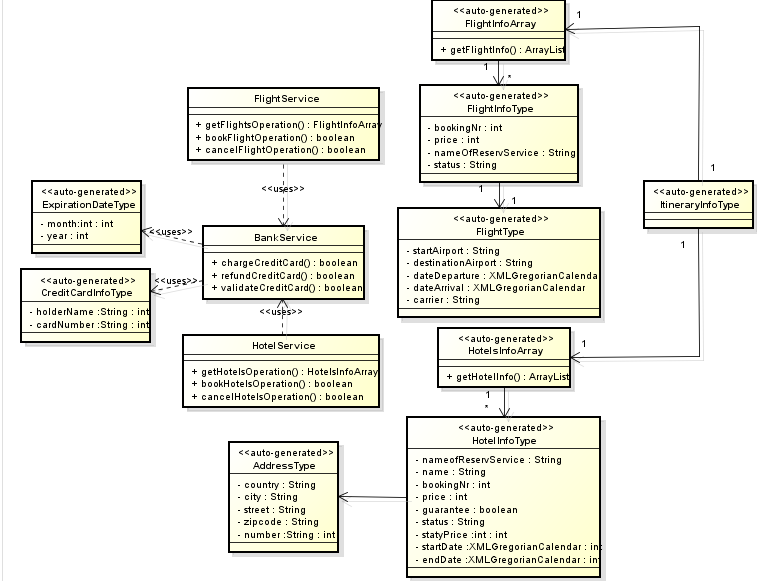 <<auto-generated>>
FlightInfoArray
+ getFlightInfo() : ArrayList
1
1
*
<<auto-generated>>
FlightInfoType
- bookingNr : int
- price : int
- nameOfReservService : String
- status : String
1
1
<<auto-generated>>
FlightType
- startAirport : String
- destinationAirport : String
- dateDeparture : XMLGregorianCalenda
- dateArrival : XMLGregorianCalendar
- carrier : String
1
<<auto-generated>>
ItineraryInfoType
1
FlightService
+ getFlightsOperation() : FlightInfoArray
+ bookFlightOperation() : boolean
+ cancelFlightOperation() : boolean
<<uses>>
<<auto-generated>>
ExpirationDateType
- month:int : int
- year : int
<<uses>>
BankService
+ chargeCreditCard() : boolean
+ refundCreditCard() : boolean
+ validateCreditCard() : boolean
<<auto-generated>>
CreditCardInfoType
- holderName :String : int
- cardNumber :String : int
<<uses>>
<<uses>>
HotelService
+ getHotelsOperation() : HotelsInfoArray
+ bookHotelsOperation() : boolean
+ cancelHotelsOperation() : boolean
<<auto-generated>>
HotelsInfoArray
+ getHotelInfo() : ArrayList
1
1
*
<<auto-generated>>
HotelInfoType
- nameofReservService : String
- name : String
- bookingNr : int
- price : int
- guarantee : boolean
- status : String
- statyPrice :int : int
- startDate :XMLGregorianCalendar : int
- endDate :XMLGregorianCalendar : int
<<auto-generated>>
AddressType
- country : String
- city : String
- street : String
- zipcode : String
- number :String : int